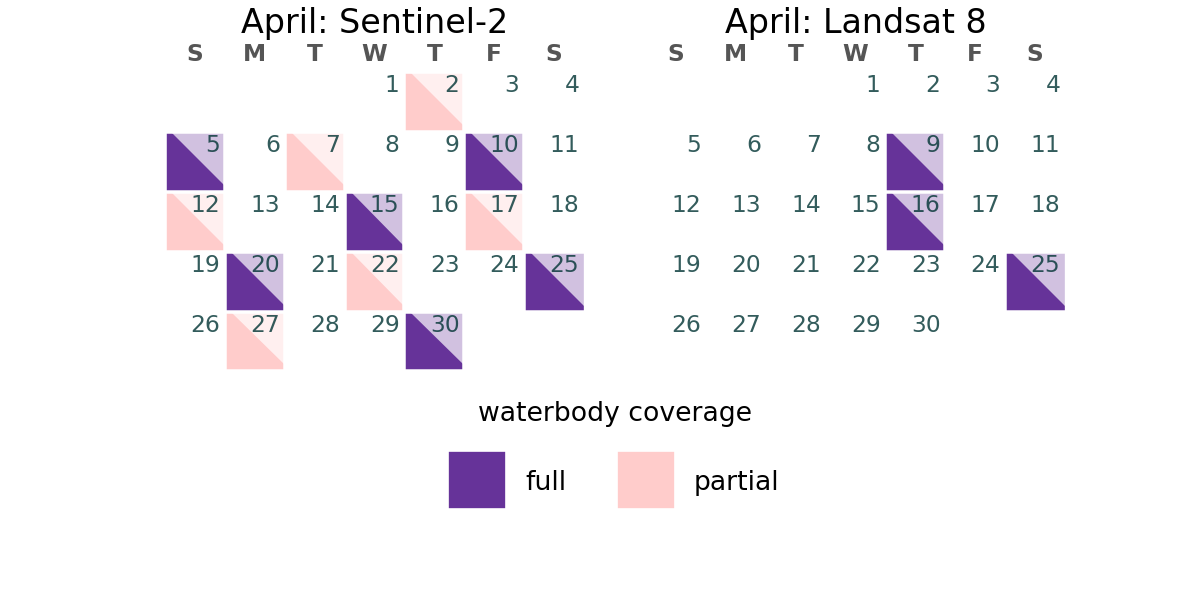 April: Sentinel-2
S M T W T F S
1 2 3 4
5 6 7 8 9 10 11
12 13 14 15 16 17 18
19 20 21 22 23 24 25
26 27 28 29 30
April: Landsat 8
S M T W T F S
1 2 3 4
5 6 7 8 9 10 11
12 13 14 15 16 17 18
19 20 21 22 23 24 25
26 27 28 29 30
waterbody coverage
full
partial